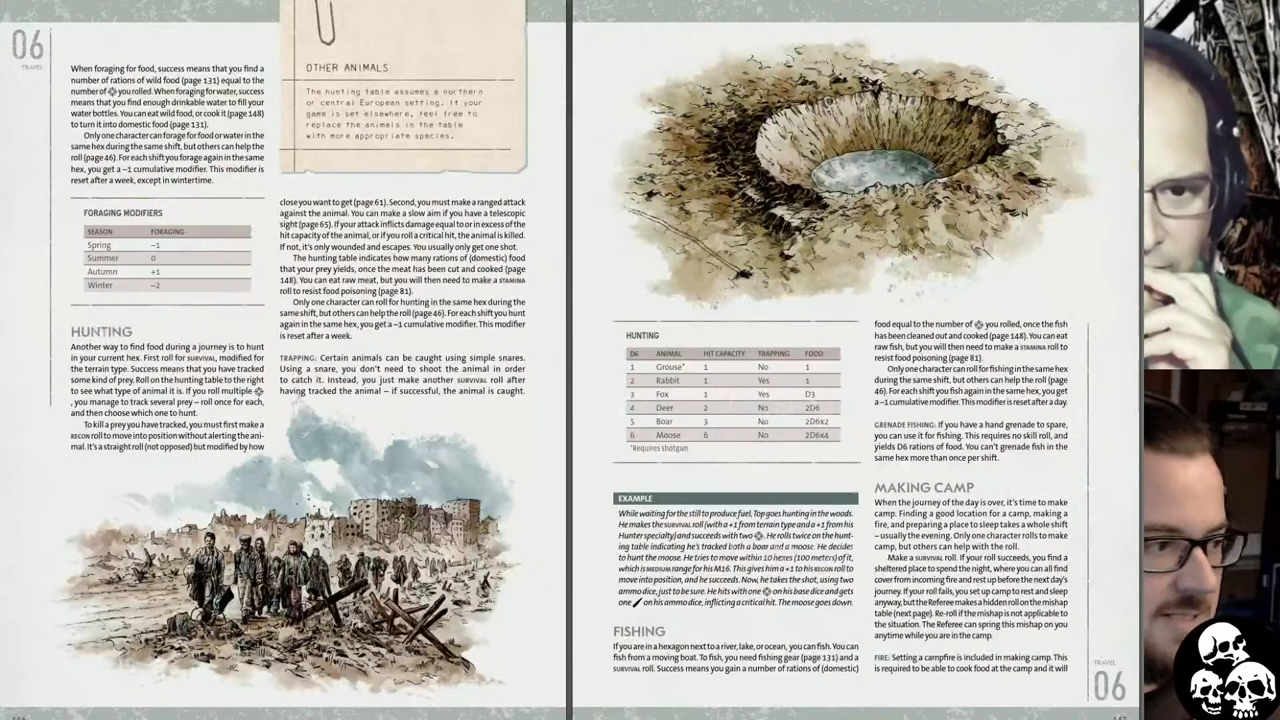 06
TRAVEL
When foraging for food, success means that you find a
number of rations of wild food (page 131) equal to the
number of you rolled. When foraging for water, success
means that you find enough drinkable water to fill your
water bottles. You can eat wild food, or cook it (page 148)
to turn it into domestic food (page 131).
Only one character can forage for food or water in the
same hex during the same shift, but others can help the
roll (page 46). For each shift you forage again in the same
hex, you get a –1 cumulative modifier. This modifier is
reset after a week, except in wintertime.
FORAGING MODIFIERS
SEASON FORAGING
Spring –1
Summer 0
Autumn +1
Winter –2
HUNTING
Another way to find food during a journey is to hunt
in your current hex. First roll for SURVIVAL, modified for
the terrain type. Success means that you have tracked
some kind of prey. Roll on the hunting table to the right
to see what type of animal it is. If you roll multiple
, you manage to track several prey – roll once for each,
and then choose which one to hunt.
To kill a prey you have tracked, you must first make a
RECON roll to move into position without alerting the ani-
mal. It's a straight roll (not opposed) but modified by how
OTHER ANIMALS
The hunting table assumes a northern
or central European setting. If your
game is set elsewhere, feel free to
replace the animals in the table
with more appropriate species.
close you want to get (page 61). Second, you must make a ranged attack
against the animal. You can make a slow aim if you have a telescopic
sight (page 65). If your attack inflicts damage equal to or in excess of the
hit capacity of the animal, or if you roll a critical hit, the animal is killed.
If not, it's only wounded and escapes. You usually only get one shot.
The hunting table indicates how many rations of (domestic) food
that your prey yields, once the meat has been cut and cooked (page
148). You can eat raw meat, but you will then need to make a STAMINA
roll to resist food poisoning (page 81).
Only one character can roll for hunting in the same hex during the
same shift, but others can help the roll (page 46). For each shift you hunt
again in the same hex, you get a –1 cumulative modifier. This modifier
is reset after a week.
TRAPPING: Certain animals can be caught using simple snares.
Using a snare, you don't need to shoot the animal in order
to catch it. Instead, you just make another SURVIVAL roll after
having tracked the animal – if successful, the animal is caught.
HUNTING
D6 ANIMAL HIT CAPACITY TRAPPING FOOD
1 Grouse* 1 No 1
2 Rabbit 1 Yes 1
3 Fox 1 Yes D3
4 Deer 2 No 2D6
5 Boar 3 No 2D6x2
6 Moose 6 No 2D6x4
*Requires shotgun
EXAMPLE
While waiting for the still to produce fuel, Top goes hunting in the woods.
He makes the SURVIVAL roll (with a +1 from terrain type and a +1 from his
Hunter specialty) and succeeds with two . He rolls twice on the hunt-
ing table indicating he's tracked both a boar and a moose. He decides
to hunt the moose. He tries to move within 10 hexes (100 meters) of it,
which is MEDIUM range for his M16. This gives him a +1 to his RECON roll to
move into position, and he succeeds. Now, he takes the shot, using two
ammo dice, just to be sure. He hits with one on his base dice and gets
one on his ammo dice, inflicting a critical hit. The moose goes down.
FISHING
If you are in a hexagon next to a river, lake, or ocean, you can fish. You can
fish from a moving boat. To fish, you need fishing gear (page 131) and a
SURVIVAL roll. Success means you gain a number of rations of (domestic)
food equal to the number of you rolled, once the fish
has been cleaned out and cooked (page 148). You can eat
raw fish, but you will then need to make a STAMINA roll to
resist food poisoning (page 81).
Only one character can roll for fishing in the same hex
during the same shift, but others can help the roll (page
46). For each shift you fish again in the same hex, you get
a –1 cumulative modifier. This modifier is reset after a day.
GRENADE FISHING: If you have a hand grenade to spare,
you can use it for fishing. This requires no skill roll, and
yields D6 rations of food. You can't grenade fish in the
same hex more than once per shift.
MAKING CAMP
When the journey of the day is over, it's time to make
camp. Finding a good location for a camp, making a
fire, and preparing a place to sleep takes a whole shift
– usually the evening. Only one character rolls to make
camp, but others can help with the roll.
Make a SURVIVAL roll. If your roll succeeds, you find a
sheltered place to spend the night, where you can all find
cover from incoming fire and rest up before the next day's
journey. If your roll fails, you set up camp to rest and sleep
anyway, but the Referee makes a hidden roll on the mishap
table (next page). Re-roll if the mishap is not applicable to
the situation. The Referee can spring this mishap on you
anytime while you are in the camp.
FIRE: Setting a campfire is included in making camp. This
is required to be able to cook food at the camp and it will
TRAVEL
06